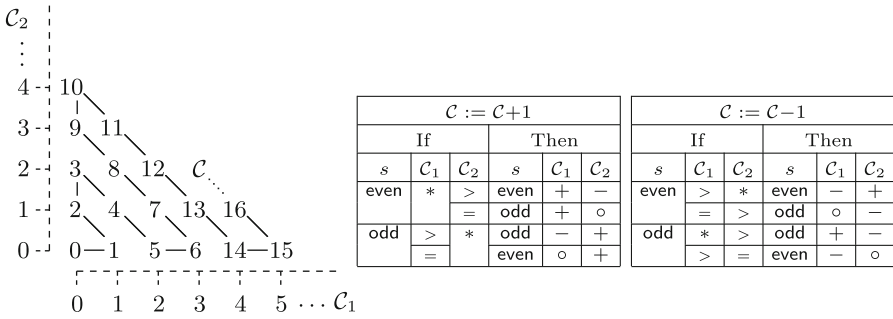 𝒞₂
⋮
4 10
3 9 11
2 3 8 12 𝒞
1 2 4 7 13 16
0 0 1 5 6 14 15
0 1 2 3 4 5 ⋯ 𝒞₁
𝒞 := 𝒞+1
If Then
s 𝒞₁ 𝒞₂ s 𝒞₁ 𝒞₂
even * > even + −
= odd + ∘
odd > * odd − +
= even ∘ +
𝒞 := 𝒞−1
If Then
s 𝒞₁ 𝒞₂ s 𝒞₁ 𝒞₂
even > * even − +
= > odd ∘ −
odd * > odd + −
> = even − ∘